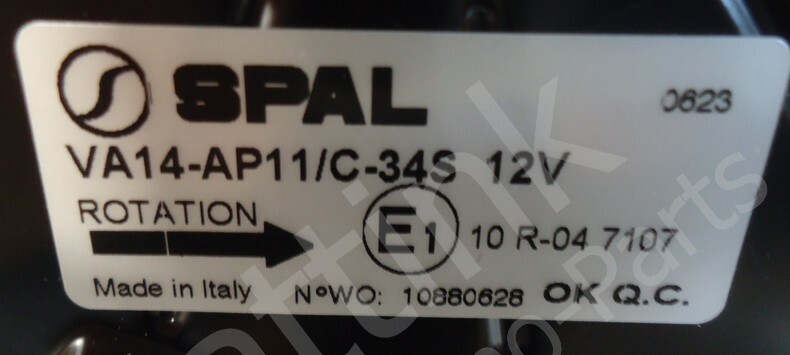 SPAL 0623
VA14-AP11/C-34S 12V
ROTATION
E1 10 R-04 7107
Made in Italy N°WO: 10880628 OK Q.C.